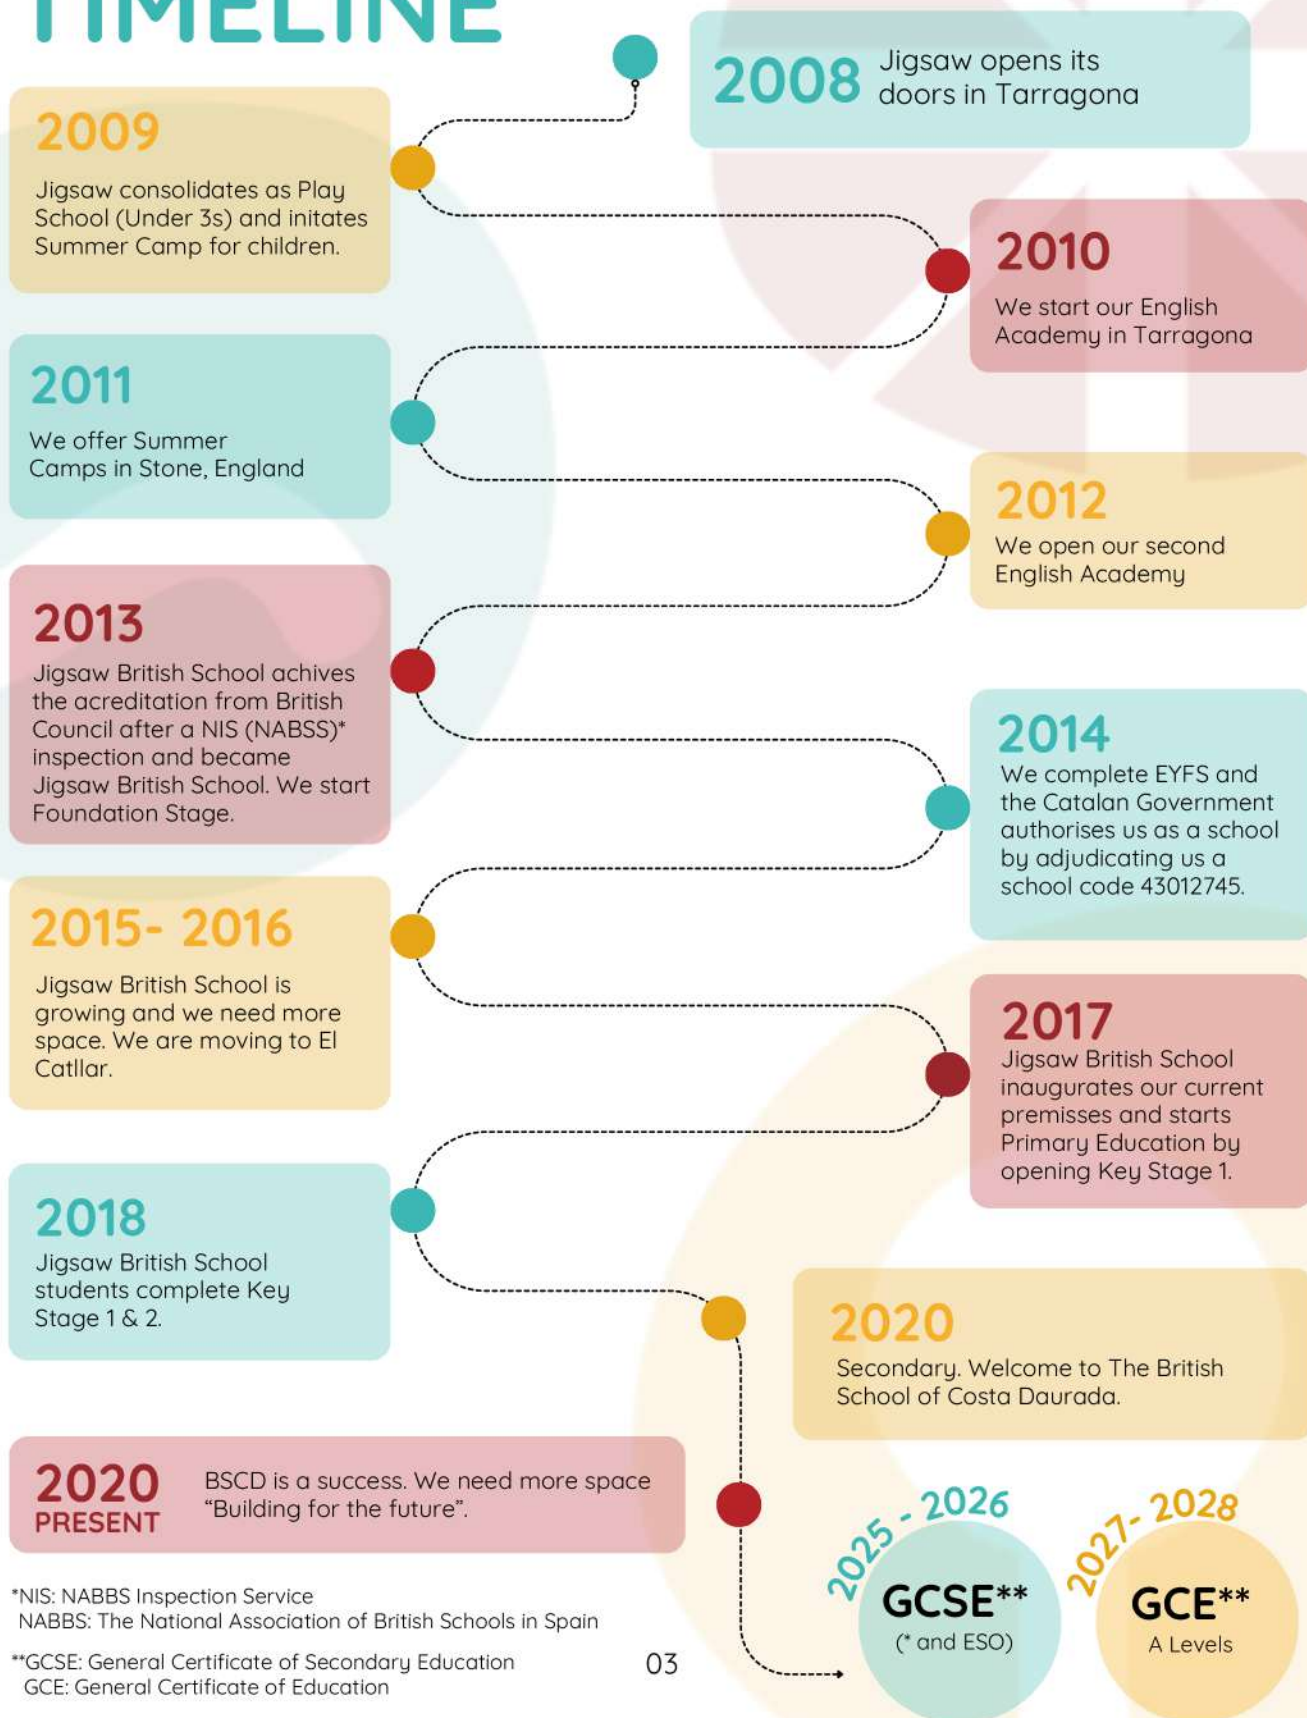 TIMELINE
2008
Jigsaw opens its
doors in Tarragona
2009
Jigsaw consolidates as Play
School (Under 3s) and initates
Summer Camp for children.
2010
We start our English
Academy in Tarragona
2011
We offer Summer
Camps in Stone, England
2012
We open our second
English Academy
2013
Jigsaw British School achives
the acreditation from British
Council after a NIS (NABSS)*
inspection and became
Jigsaw British School. We start
Foundation Stage.
2014
We complete EYFS and
the Catalan Government
authorises us as a school
by adjudicating us a
school code 43012745.
2015- 2016
Jigsaw British School is
growing and we need more
space. We are moving to El
Catllar.
2017
Jigsaw British School
inaugurates our current
premisses and starts
Primary Education by
opening Key Stage 1.
2018
Jigsaw British School
students complete Key
Stage 1 & 2.
2020
Secondary. Welcome to The British
School of Costa Daurada.
2020
PRESENT
BSCD is a success. We need more space
“Building for the future”.
2025 - 2026
GCSE**
(* and ESO)
2027- 2028
GCE**
A Levels
*NIS: NABBS Inspection Service
NABBS: The National Association of British Schools in Spain
**GCSE: General Certificate of Secondary Education
GCE: General Certificate of Education
03